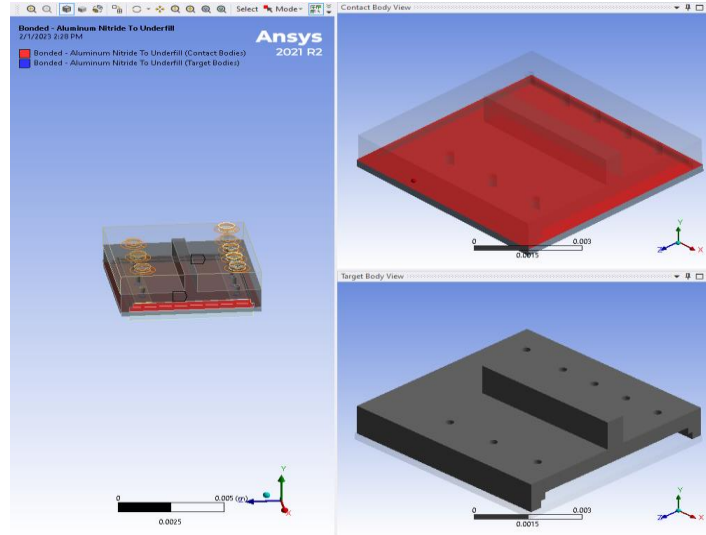 Select Mode
Contact Body View
Bonded - Aluminum Nitride To Underfill
2/1/2023 2:28 PM
Bonded - Aluminum Nitride To Underfill (Contact Bodies)
Bonded - Aluminum Nitride To Underfill (Target Bodies)
Ansys
2021 R2
0 0.003
0.0015
Y
Z X
Target Body View
0 0.005 (m)
0.0025
Y
X
0 0.003
0.0015
Y
Z X